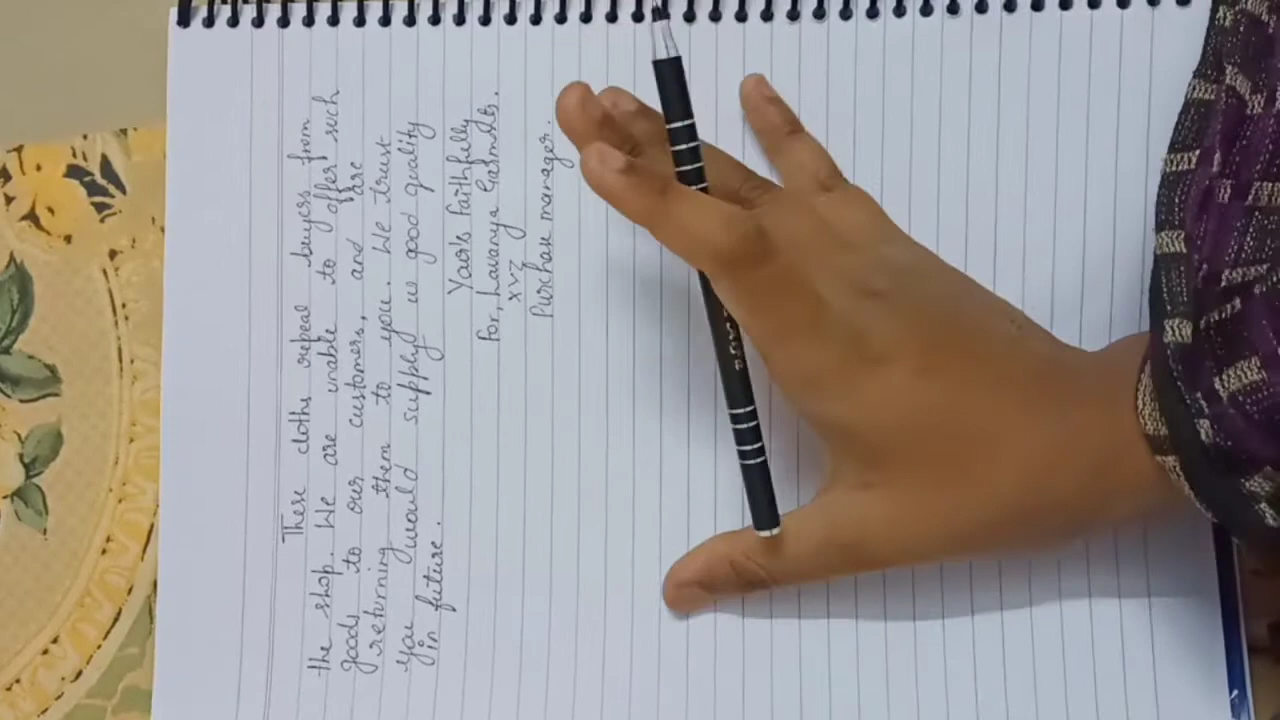 These cloths repeal buyers from
the shop. We are unable to offer such
goods to our customers, and are
returning them to you. We trust
you would supply us good quality
in future.
Yours Faithfully
For, Lavanya Garments.
XYZ
Purchase manager.